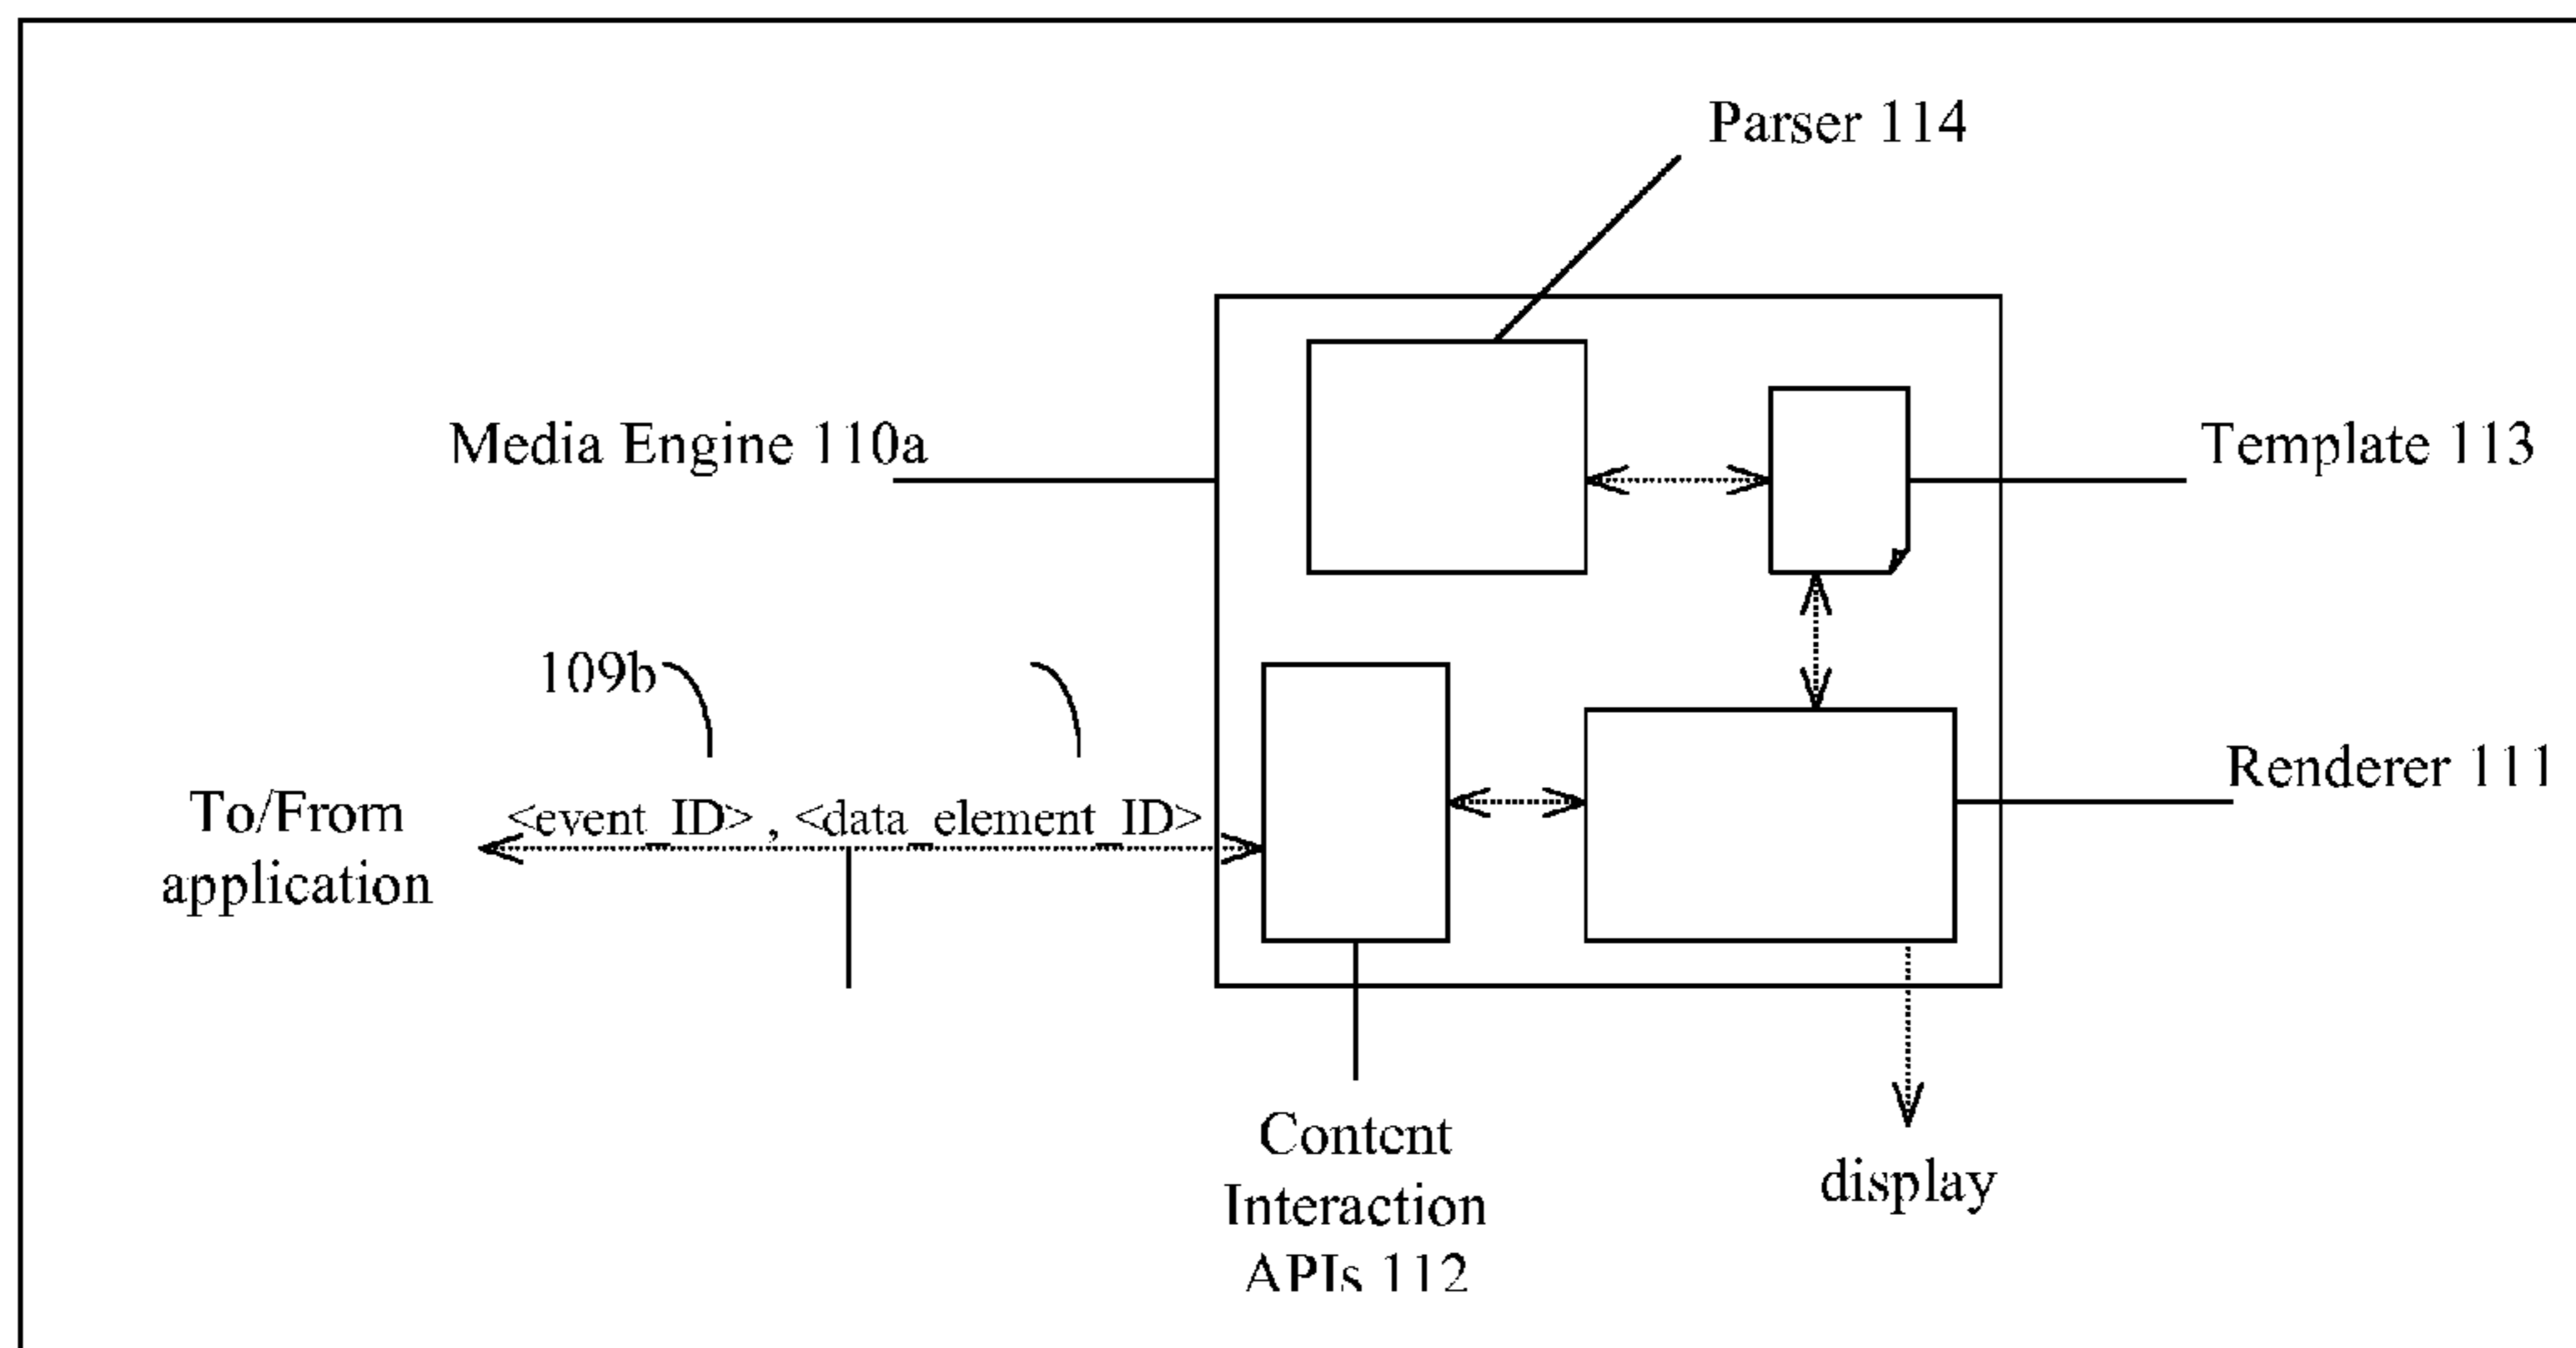 Parser 114
Media Engine 110a
Template 113
109b
Renderer 111
To/From
application
<event_ID> , <data_element_ID>
Content
Interaction
APIs 112
display